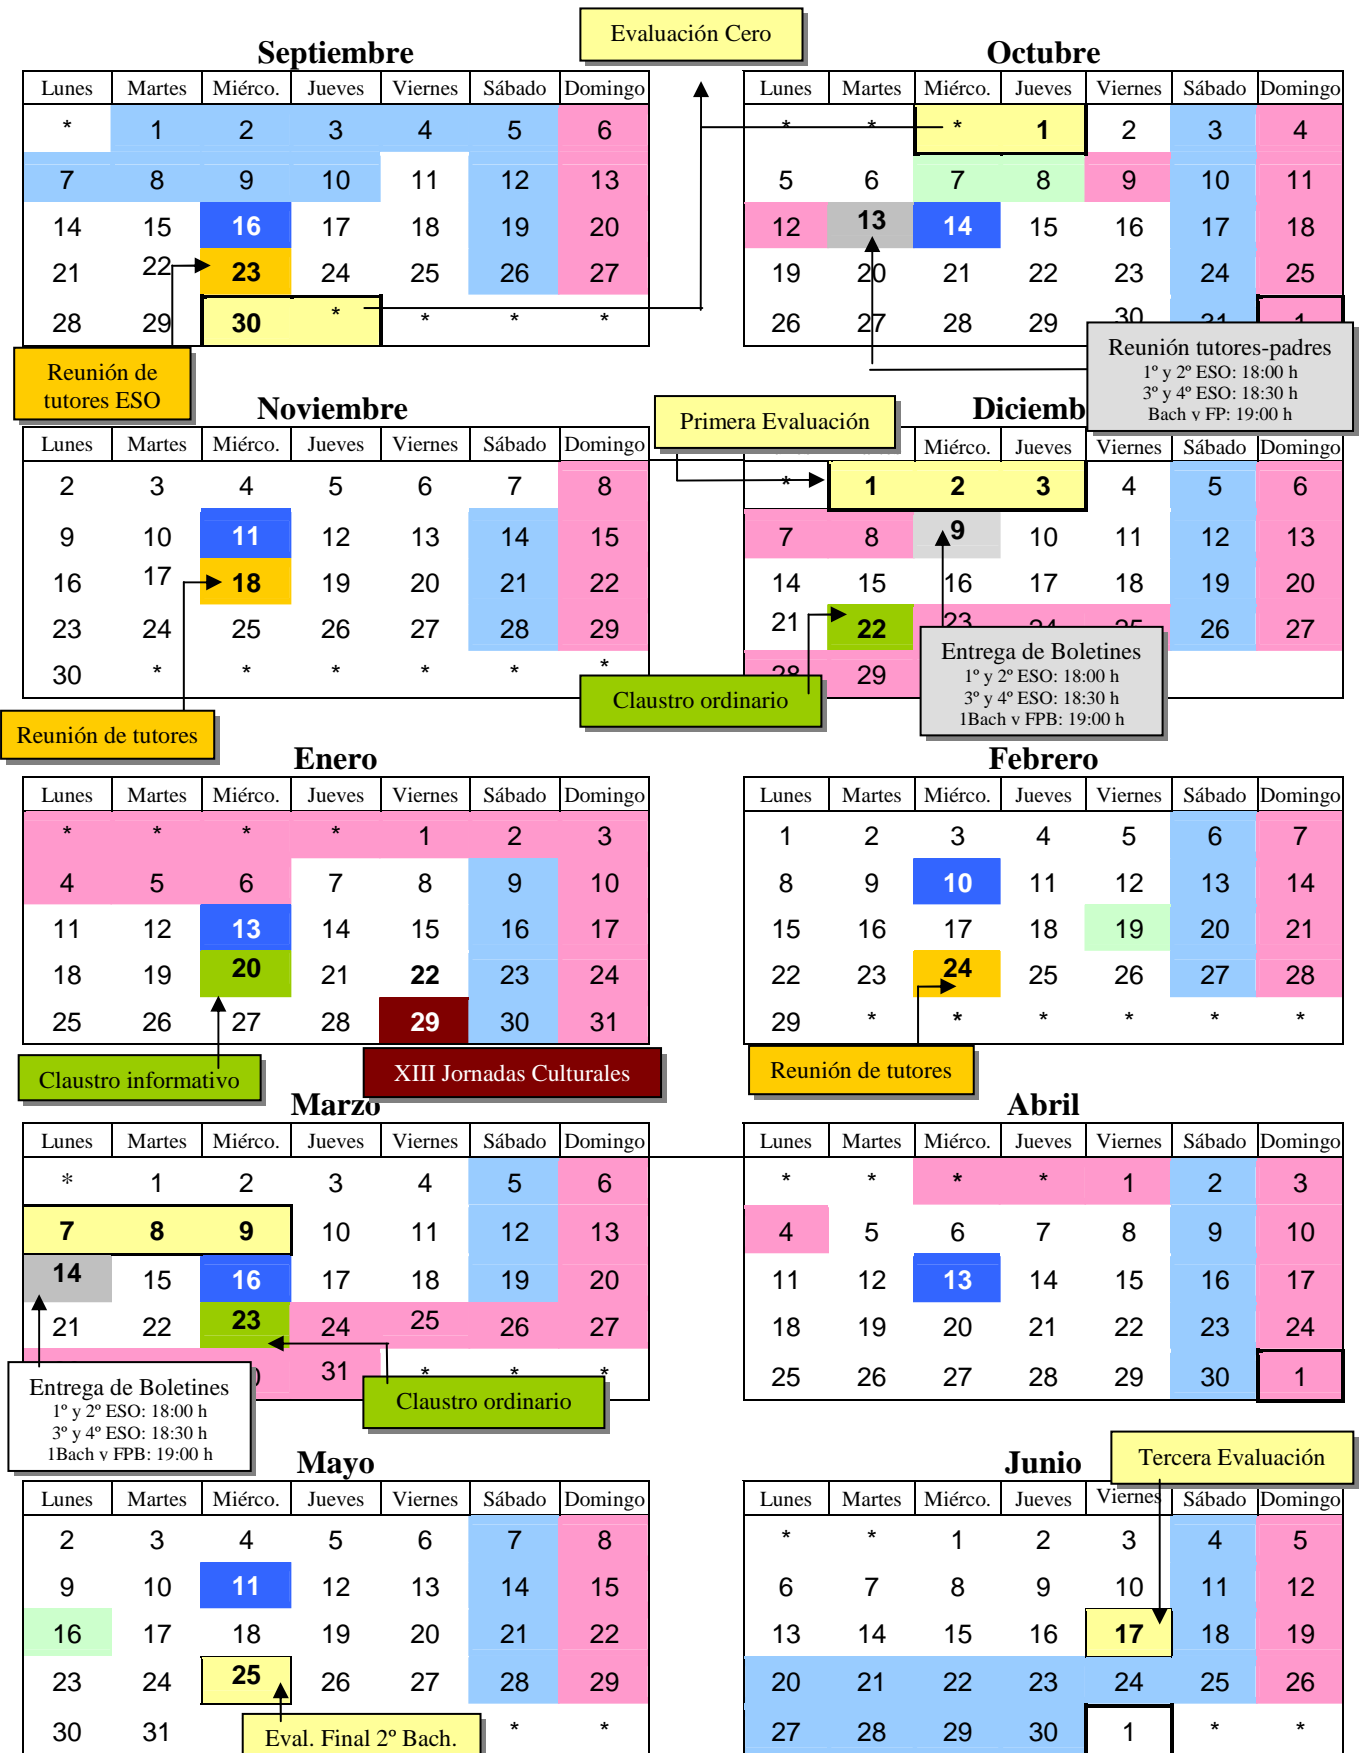 Evaluación Cero
Septiembre
Lunes Martes Miérco. Jueves Viernes Sábado Domingo
* 1 2 3 4 5 6
7 8 9 10 11 12 13
14 15 16 17 18 19 20
21 22 23 24 25 26 27
28 29 30 * * * *
Reunión de
tutores ESO
Octubre
Lunes Martes Miérco. Jueves Viernes Sábado Domingo
* * * 1 2 3 4
5 6 7 8 9 10 11
12 13 14 15 16 17 18
19 20 21 22 23 24 25
26 27 28 29 30 31 1
Reunión tutores-padres
1º y 2º ESO: 18:00 h
3º y 4º ESO: 18:30 h
Bach y FP: 19:00 h
Noviembre
Lunes Martes Miérco. Jueves Viernes Sábado Domingo
2 3 4 5 6 7 8
9 10 11 12 13 14 15
16 17 18 19 20 21 22
23 24 25 26 27 28 29
30 * * * * * *
Reunión de tutores
Primera Evaluación
Diciemb
Miérco. Jueves Viernes Sábado Domingo
* 1 2 3 4 5 6
7 8 9 10 11 12 13
14 15 16 17 18 19 20
21 22 23 24 25 26 27
28 29
Claustro ordinario
Entrega de Boletines
1º y 2º ESO: 18:00 h
3º y 4º ESO: 18:30 h
1Bach y FPB: 19:00 h
Enero
Lunes Martes Miérco. Jueves Viernes Sábado Domingo
* * * * 1 2 3
4 5 6 7 8 9 10
11 12 13 14 15 16 17
18 19 20 21 22 23 24
25 26 27 28 29 30 31
Claustro informativo
XIII Jornadas Culturales
Febrero
Lunes Martes Miérco. Jueves Viernes Sábado Domingo
1 2 3 4 5 6 7
8 9 10 11 12 13 14
15 16 17 18 19 20 21
22 23 24 25 26 27 28
29 * * * * * *
Reunión de tutores
Marzo
Lunes Martes Miérco. Jueves Viernes Sábado Domingo
* 1 2 3 4 5 6
7 8 9 10 11 12 13
14 15 16 17 18 19 20
21 22 23 24 25 26 27
31 * * *
Entrega de Boletines
1º y 2º ESO: 18:00 h
3º y 4º ESO: 18:30 h
1Bach y FPB: 19:00 h
Claustro ordinario
Abril
Lunes Martes Miérco. Jueves Viernes Sábado Domingo
* * * * 1 2 3
4 5 6 7 8 9 10
11 12 13 14 15 16 17
18 19 20 21 22 23 24
25 26 27 28 29 30 1
Mayo
Lunes Martes Miérco. Jueves Viernes Sábado Domingo
2 3 4 5 6 7 8
9 10 11 12 13 14 15
16 17 18 19 20 21 22
23 24 25 26 27 28 29
30 31 * *
Eval. Final 2º Bach.
Junio
Tercera Evaluación
Lunes Martes Miérco. Jueves Viernes Sábado Domingo
* * 1 2 3 4 5
6 7 8 9 10 11 12
13 14 15 16 17 18 19
20 21 22 23 24 25 26
27 28 29 30 1 * *